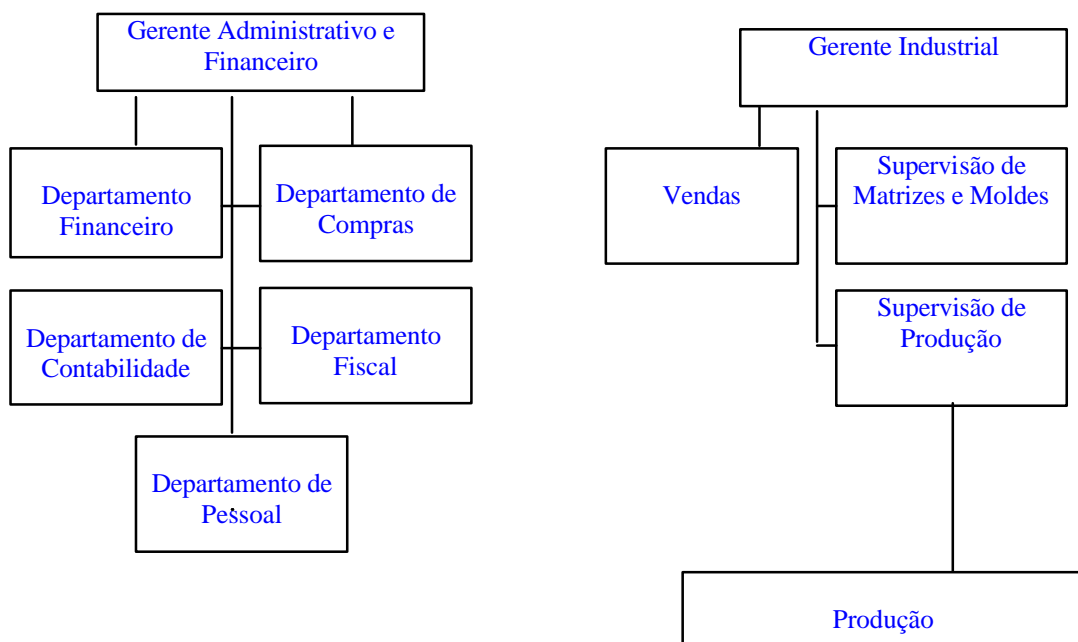 Gerente Administrativo e
Financeiro
Gerente Industrial
Departamento
Financeiro
Departamento de
Compras
Vendas
Supervisão de
Matrizes e Moldes
Departamento de
Contabilidade
Departamento
Fiscal
Supervisão de
Produção
Departamento de
Pessoal
Produção